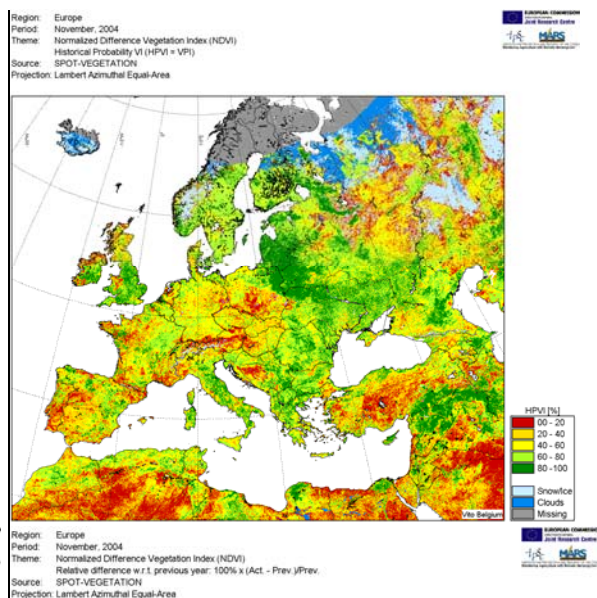 Region: Europe
Period: November, 2004
Theme: Normalized Difference Vegetation Index (NDVI)
Historical Probability VI (HPVI = VPI)
Source: SPOT-VEGETATION
Projection: Lambert Azimuthal Equal-Area
EUROPEAN COMMISSION
Joint Research Centre
MARS
HPVI [%]
00 - 20
20 - 40
40 - 60
60 - 80
80 -100
Snow/Ice
Clouds
Missing
Vito Belgium
Region: Europe
Period: November, 2004
Theme: Normalized Difference Vegetation Index (NDVI)
Relative difference w.r.t. previous year: 100% x (Act. - Prev.)/Prev.
Source: SPOT-VEGETATION
Projection: Lambert Azimuthal Equal-Area
EUROPEAN COMMISSION
Joint Research Centre
MARS